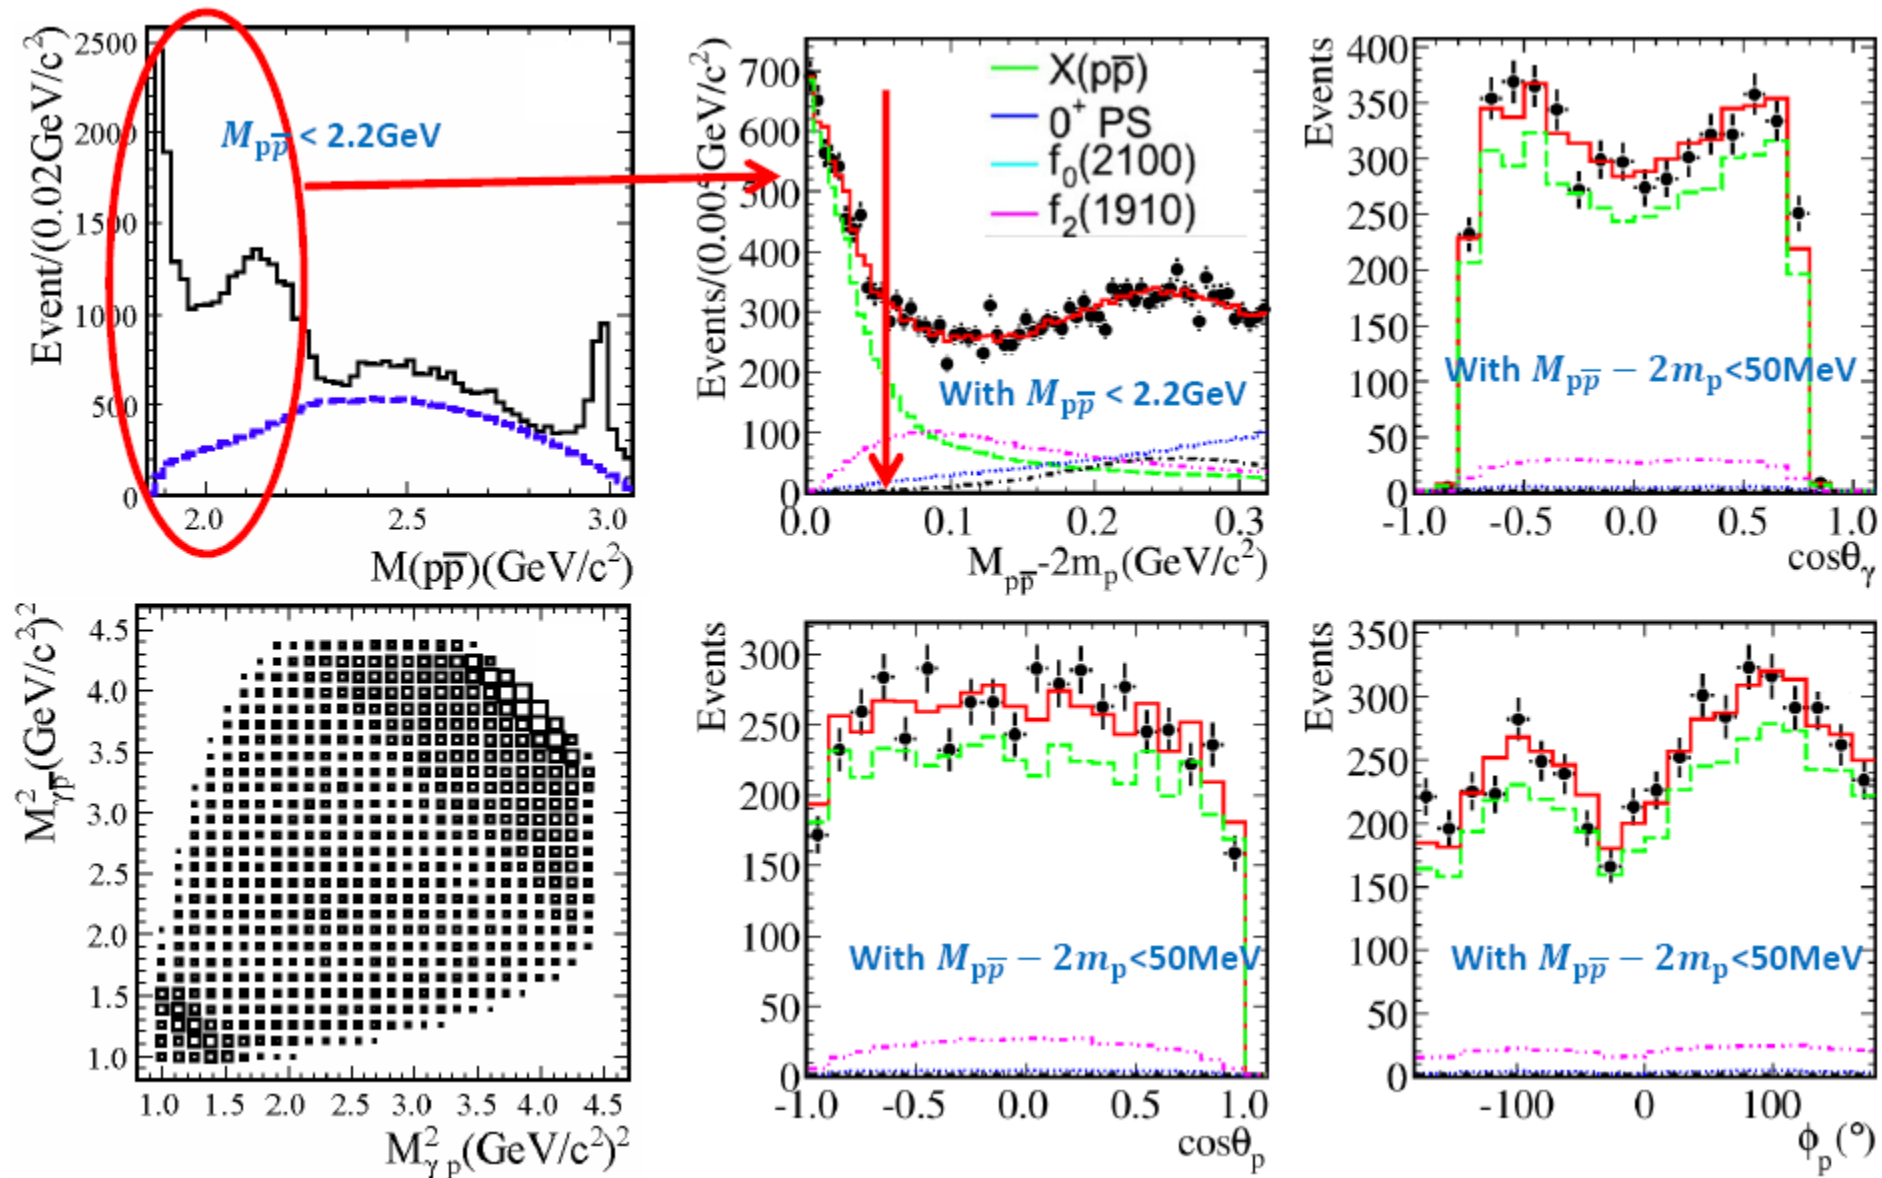 Event/(0.02GeV/c²)
2500
2000
1500
1000
500
0
2.0 2.5 3.0
M(pp̅)(GeV/c²)
M_pp̅ < 2.2GeV
Events/(0.005GeV/c²)
700
600
500
400
300
200
100
0
0.0 0.1 0.2 0.3
M_pp̅-2m_p(GeV/c²)
X(pp̅)
0⁺ PS
f₀(2100)
f₂(1910)
With M_pp̅ < 2.2GeV
Events
400
350
300
250
200
150
100
50
0
-1.0 -0.5 0.0 0.5 1.0
cosθ_γ
With M_pp̅ − 2m_p<50MeV
M²_γp̅(GeV/c²)²
4.5
4.0
3.5
3.0
2.5
2.0
1.5
1.0
1.0 1.5 2.0 2.5 3.0 3.5 4.0 4.5
M²_γp(GeV/c²)²
Events
300
250
200
150
100
50
0
-1.0 -0.5 0.0 0.5 1.0
cosθ_p
With M_pp̅ − 2m_p<50MeV
Events
350
300
250
200
150
100
50
0
-100 0 100
ϕ_p(°)
With M_pp̅ − 2m_p<50MeV